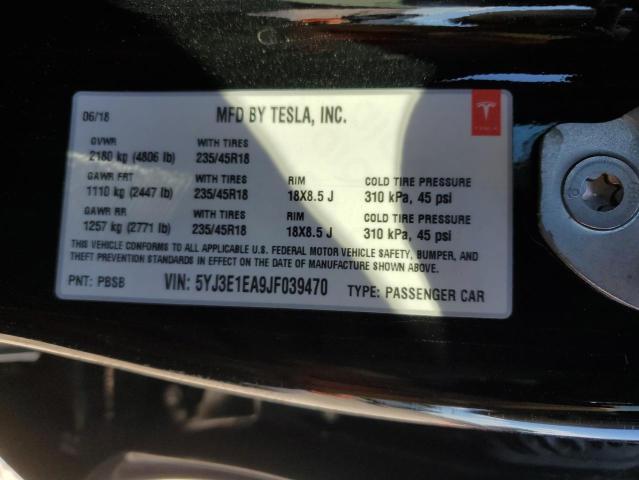 06/18 MFD BY TESLA, INC.
TESLA
GVWR WITH TIRES
2180 kg (4806 lb) 235/45R18
GAWR FRT WITH TIRES RIM COLD TIRE PRESSURE
1110 kg (2447 lb) 235/45R18 18X8.5 J 310 kPa, 45 psi
GAWR RR WITH TIRES RIM COLD TIRE PRESSURE
1257 kg (2771 lb) 235/45R18 18X8.5 J 310 kPa, 45 psi
THIS VEHICLE CONFORMS TO ALL APPLICABLE U.S. FEDERAL MOTOR VEHICLE SAFETY, BUMPER, AND
THEFT PREVENTION STANDARDS IN EFFECT ON THE DATE OF MANUFACTURE SHOWN ABOVE.
PNT: PBSB VIN: 5YJ3E1EA9JF039470 TYPE: PASSENGER CAR